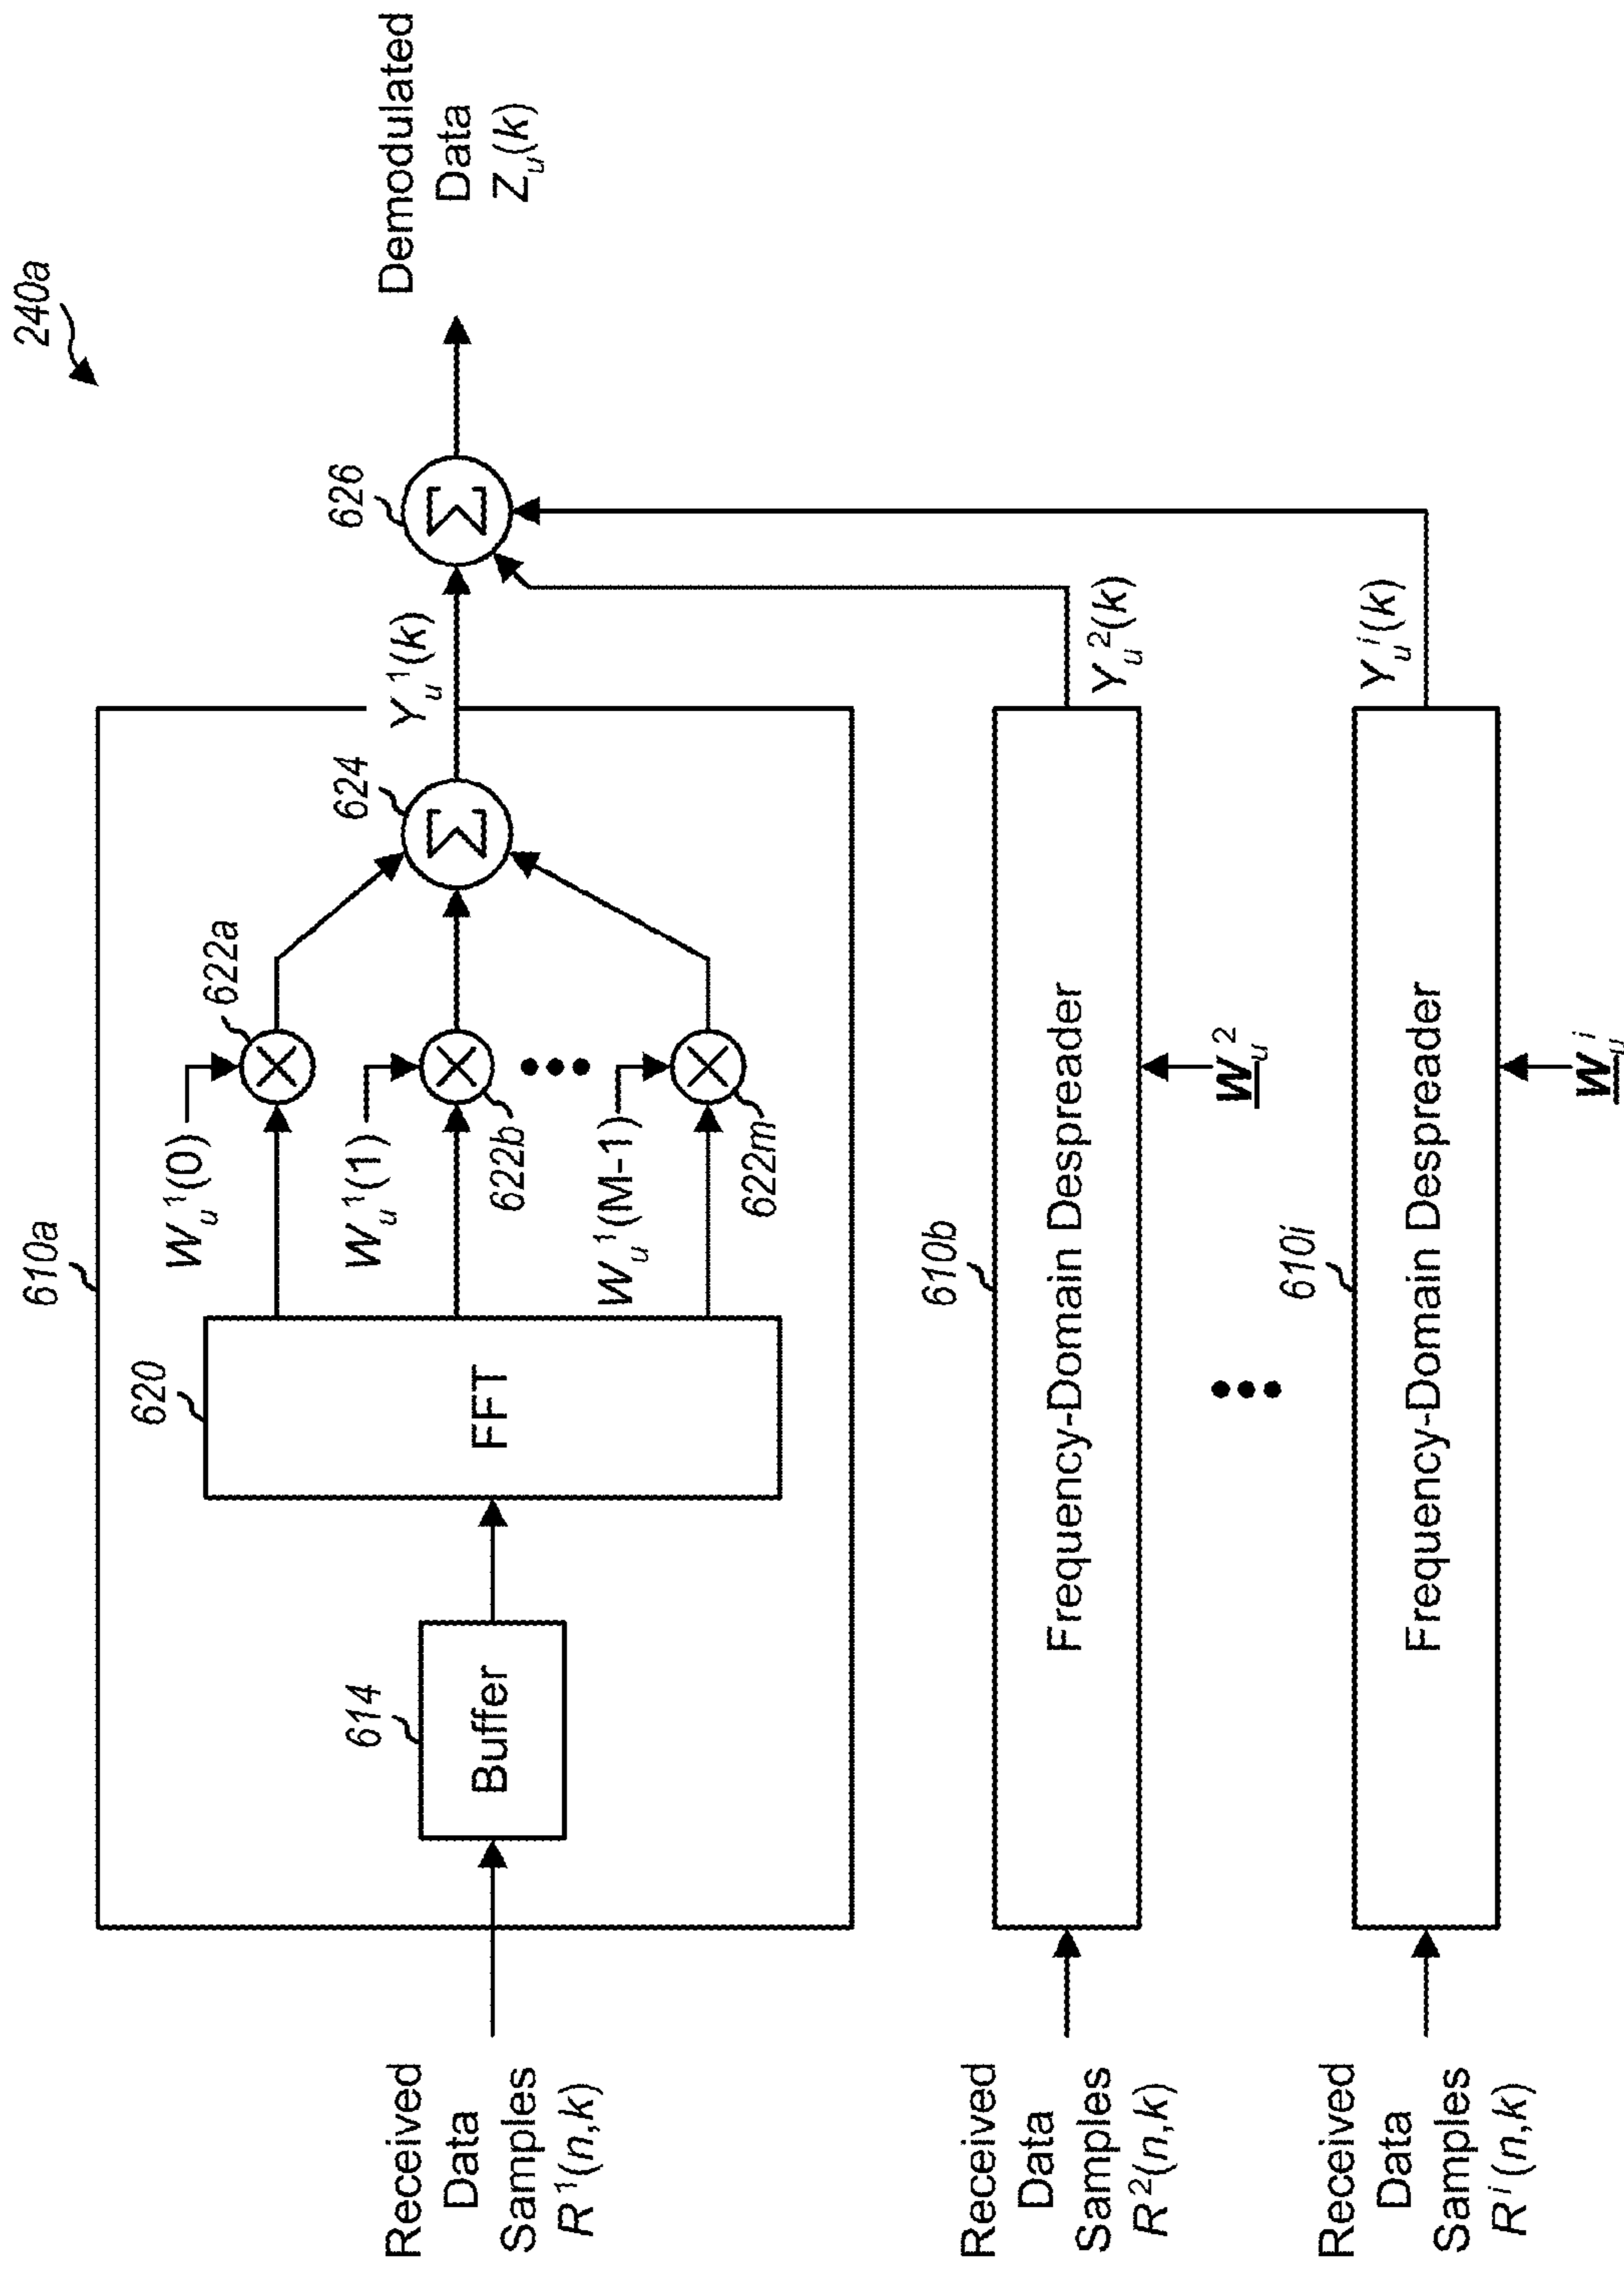 240a
610a
620
622a
W_u^1(0)
624
626
614
Received
Data
Samples
R^1(n,k)
Buffer
FFT
W_u^1(1)
622b
W_u^1(M-1)
622m
Σ
Y_u^1(k)
Σ
Demodulated
Data
Z_u(k)
610b
Received
Data
Samples
R^2(n,k)
Frequency-Domain Despreader
W_u^2
Y_u^2(k)
610i
Received
Data
Samples
R^i(n,k)
Frequency-Domain Despreader
W_u^i
Y_u^i(k)